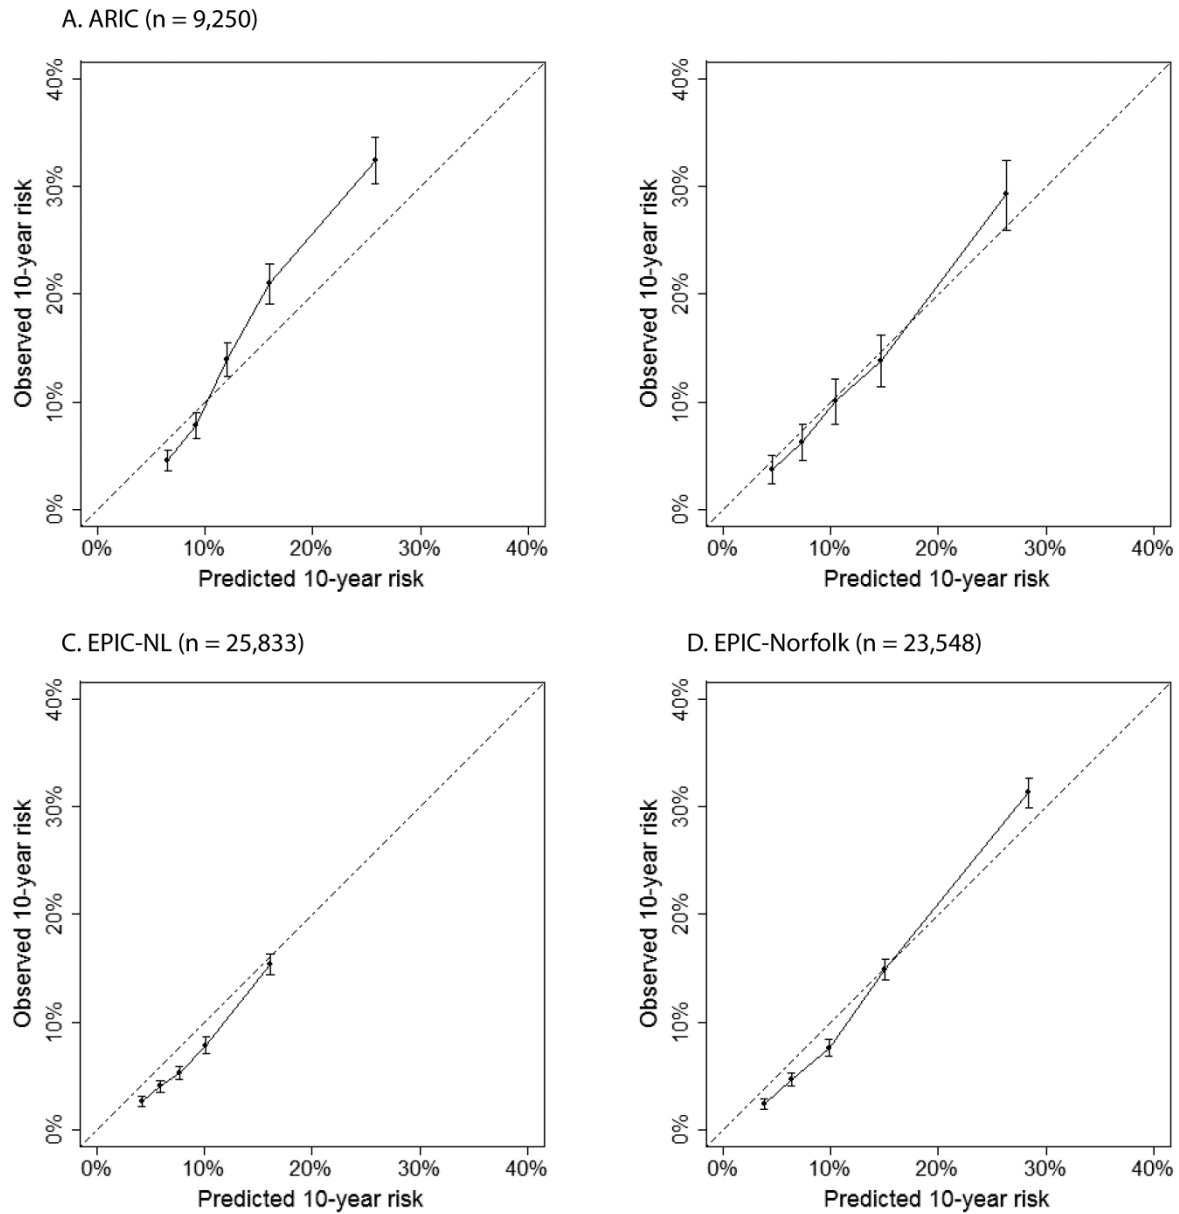 A. ARIC (n = 9,250)
40%
30%
20%
10%
0%
Observed 10-year risk
0% 10% 20% 30% 40%
Predicted 10-year risk
40%
30%
20%
10%
0%
Observed 10-year risk
0% 10% 20% 30% 40%
Predicted 10-year risk
C. EPIC-NL (n = 25,833)
40%
30%
20%
10%
0%
Observed 10-year risk
0% 10% 20% 30% 40%
Predicted 10-year risk
D. EPIC-Norfolk (n = 23,548)
40%
30%
20%
10%
0%
Observed 10-year risk
0% 10% 20% 30% 40%
Predicted 10-year risk